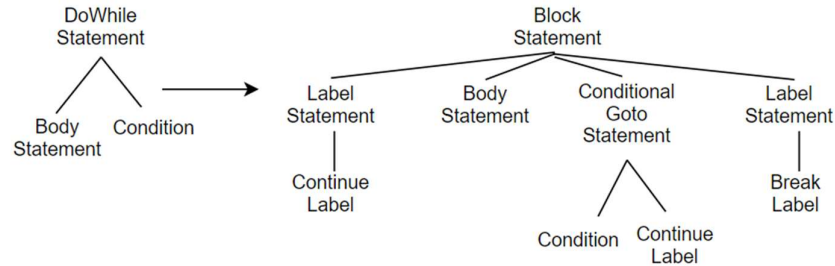 DoWhile
Statement
Body
Statement
Condition
Block
Statement
Label
Statement
Body
Statement
Conditional
Goto
Statement
Label
Statement
Continue
Label
Condition
Continue
Label
Break
Label